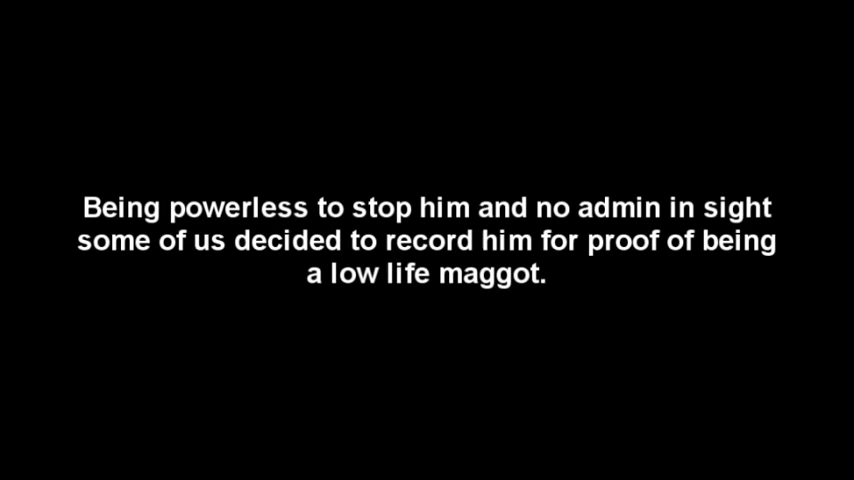 Being powerless to stop him and no admin in sight
some of us decided to record him for proof of being
a low life maggot.